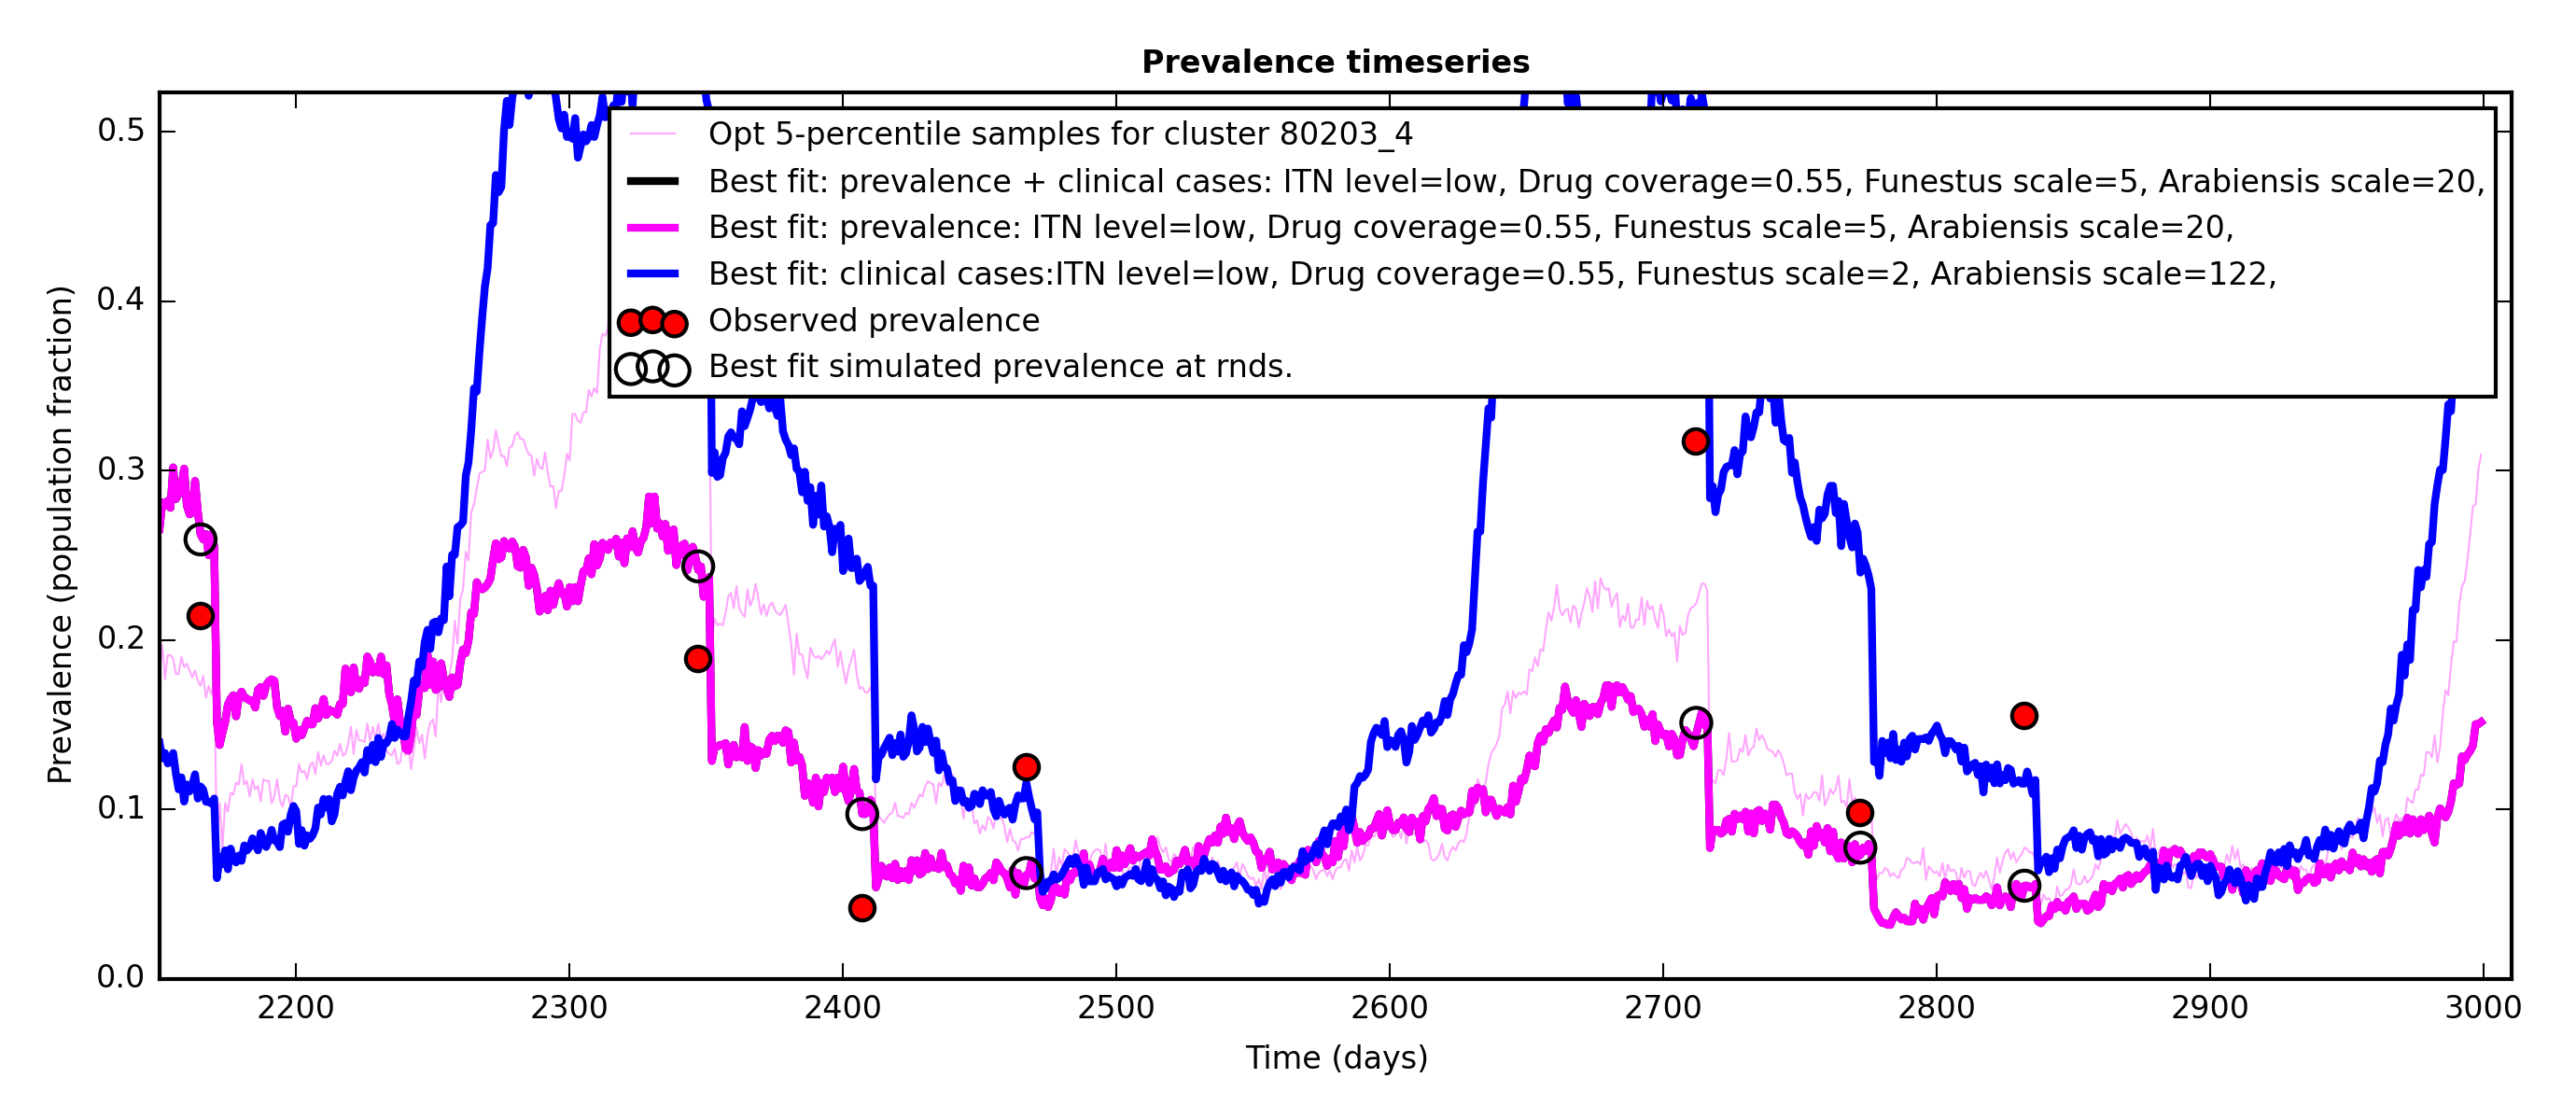 Prevalence timeseries
Opt 5-percentile samples for cluster 80203_4
Best fit: prevalence + clinical cases: ITN level=low, Drug coverage=0.55, Funestus scale=5, Arabiensis scale=20,
Best fit: prevalence: ITN level=low, Drug coverage=0.55, Funestus scale=5, Arabiensis scale=20,
Best fit: clinical cases:ITN level=low, Drug coverage=0.55, Funestus scale=2, Arabiensis scale=122,
Observed prevalence
Best fit simulated prevalence at rnds.
Prevalence (population fraction)
0.5
0.4
0.3
0.2
0.1
0.0
2200 2300 2400 2500 2600 2700 2800 2900 3000
Time (days)